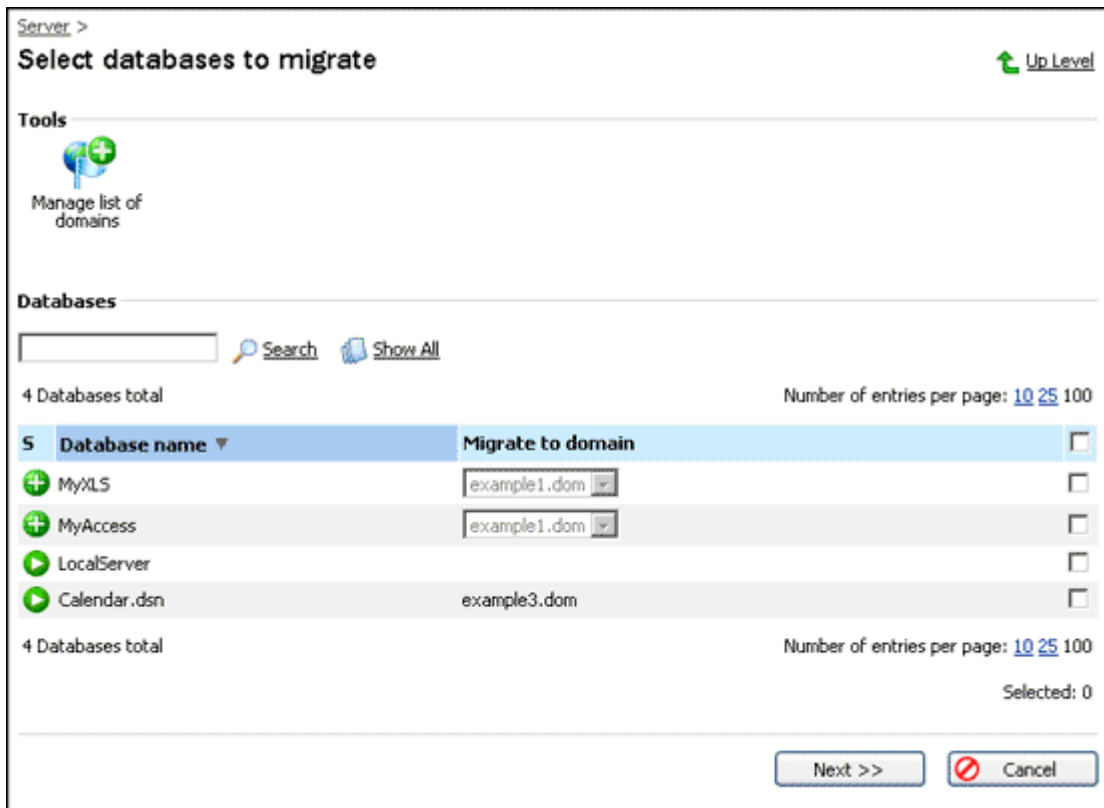 Server >
Select databases to migrate
Up Level
Tools
Manage list of
domains
Databases
Search Show All
4 Databases total Number of entries per page: 10 25 100
S Database name Migrate to domain
MyXLS example1.dom
MyAccess example1.dom
LocalServer
Calendar.dsn example3.dom
4 Databases total Number of entries per page: 10 25 100
Selected: 0
Next >> Cancel